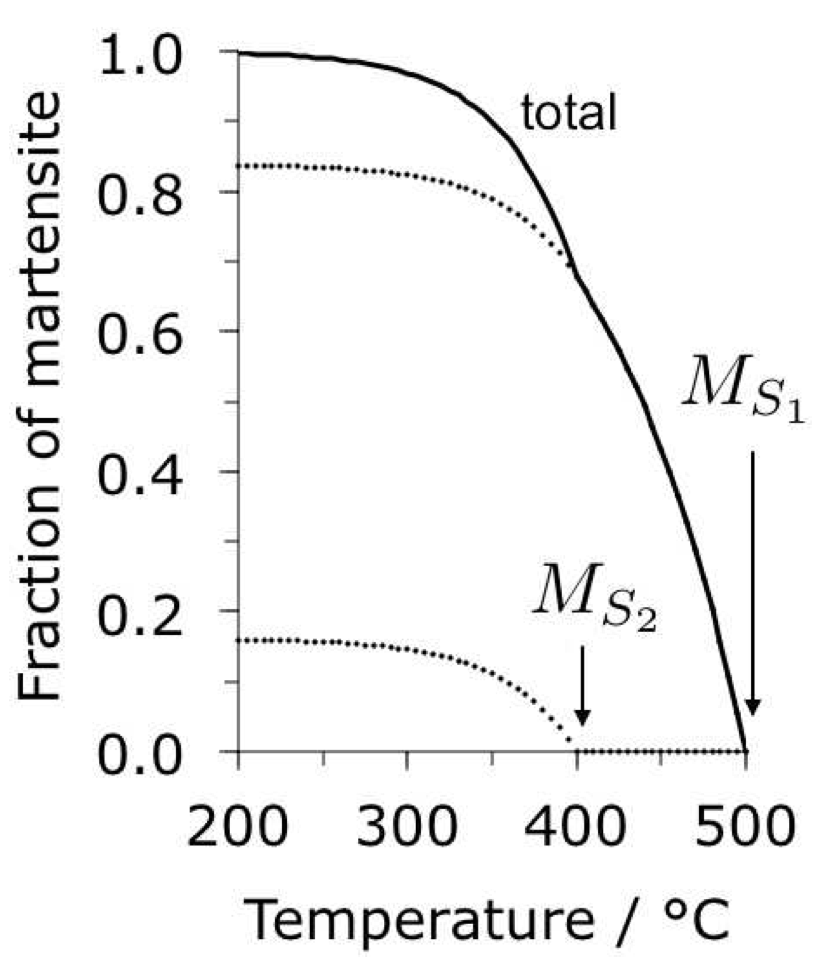 Fraction of martensite
1.0
0.8
0.6
0.4
0.2
0.0
total
M_{S_1}
M_{S_2}
200 300 400 500
Temperature / °C